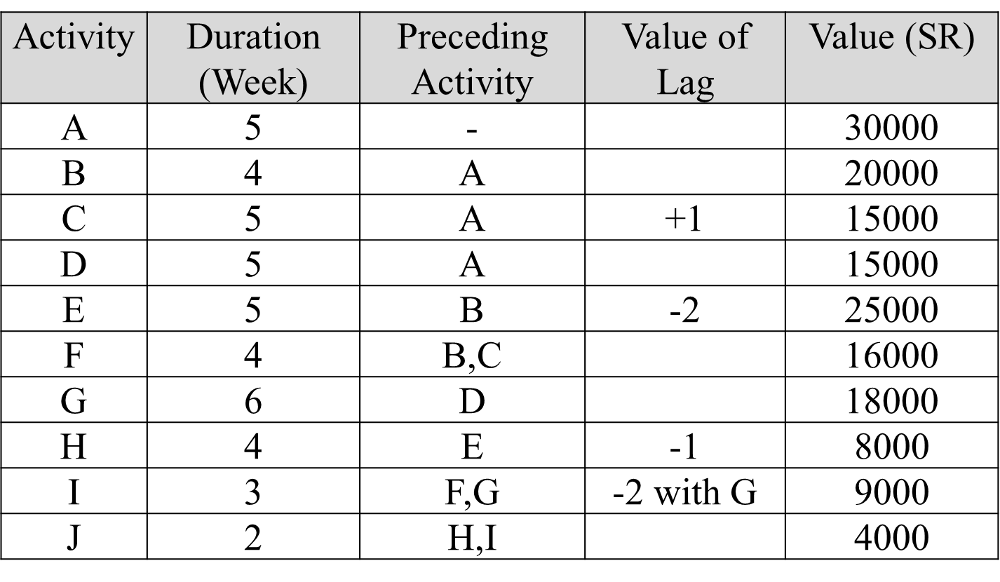 Activity Duration (Week) Preceding Activity Value of Lag Value (SR)
A 5 - 30000
B 4 A 20000
C 5 A +1 15000
D 5 A 15000
E 5 B -2 25000
F 4 B,C 16000
G 6 D 18000
H 4 E -1 8000
I 3 F,G -2 with G 9000
J 2 H,I 4000